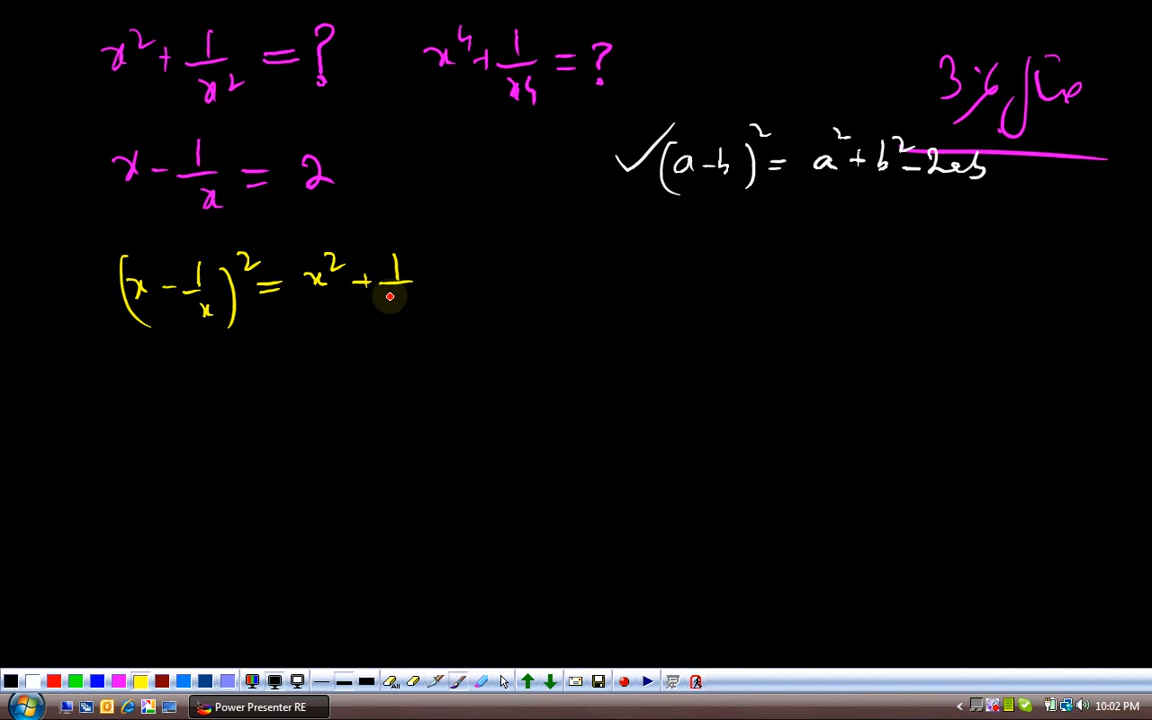 x² + 1/x² = ? x⁴ + 1/x⁴ = ?
x - 1/x = 2
✓(a-b)² = a² + b² - 2ab
(x - 1/x)² = x² + 1/
Power Presenter RE
10:02 PM